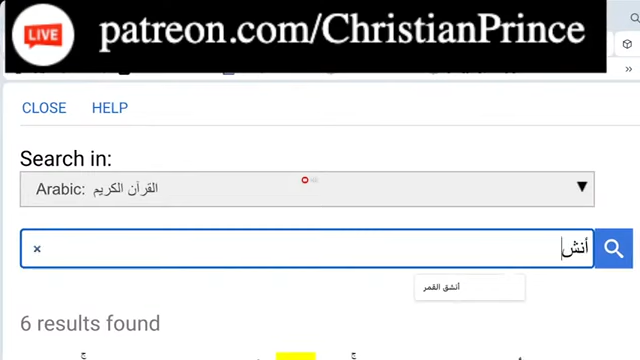 LIVE patreon.com/ChristianPrince
CLOSE HELP
Search in:
Arabic: القرآن الكريم
× أنش
أنشق القمر
6 results found